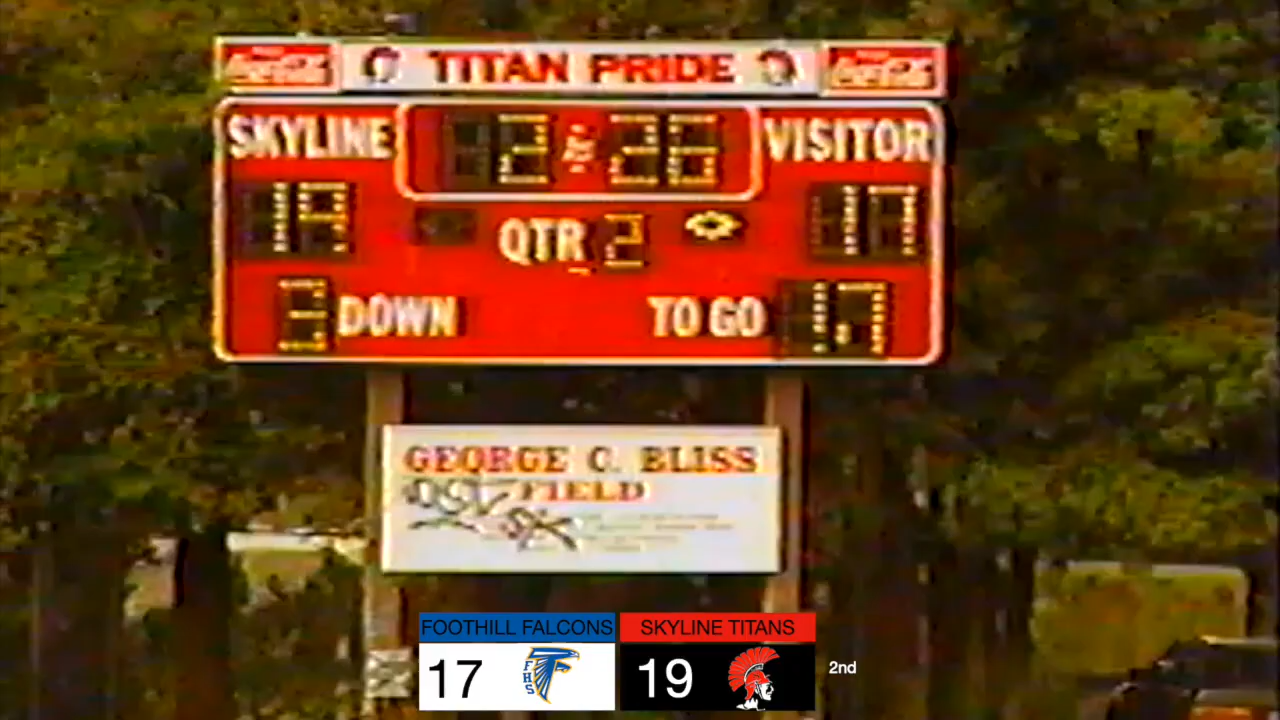 Coca-Cola TITAN PRIDE Coca-Cola
SKYLINE 2:26 VISITOR
19 QTR 2 17
3 DOWN TO GO 17
GEORGE C. BLISS
FIELD
FOOTHILL FALCONS SKYLINE TITANS
17 FHS 19 2nd